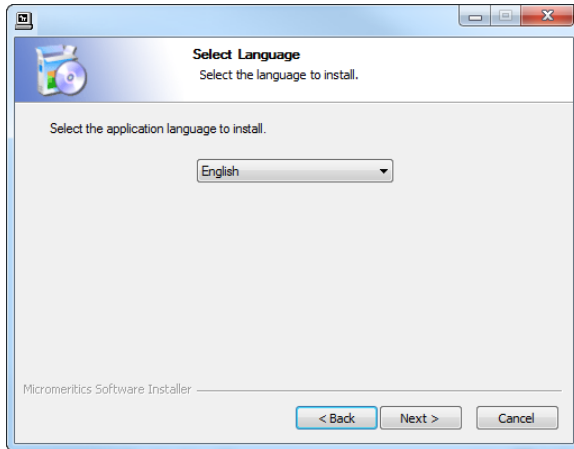 Select Language
Select the language to install.
Select the application language to install.
English
Micromeritics Software Installer
< Back
Next >
Cancel